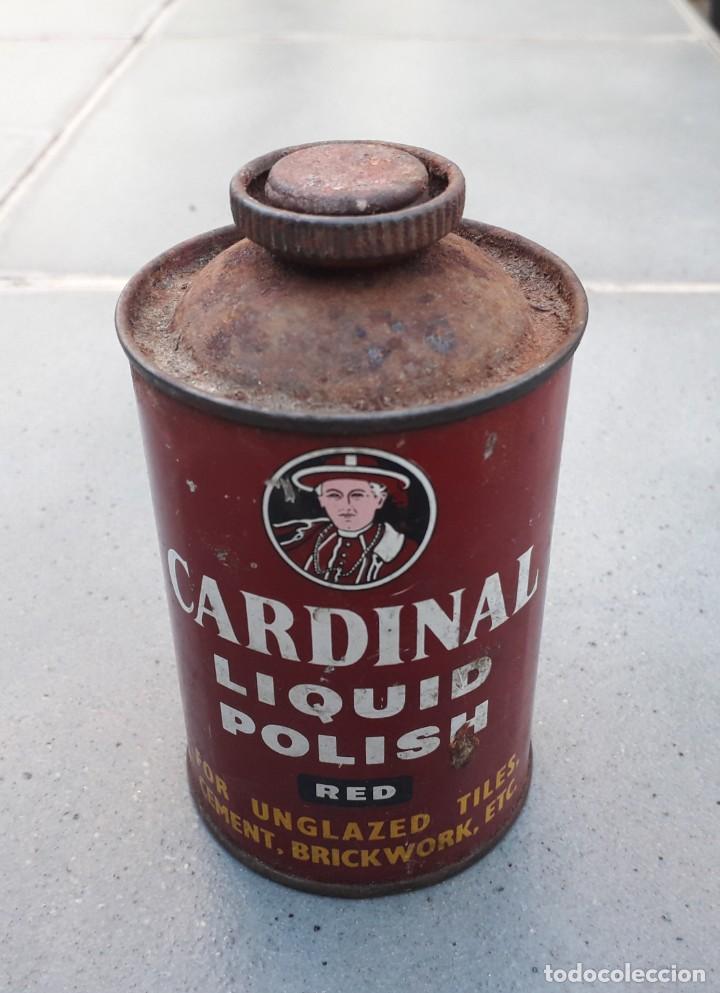 CARDINAL
LIQUID
POLISH
RED
FOR UNGLAZED TILES,
CEMENT, BRICKWORK, ETC.
todocoleccion